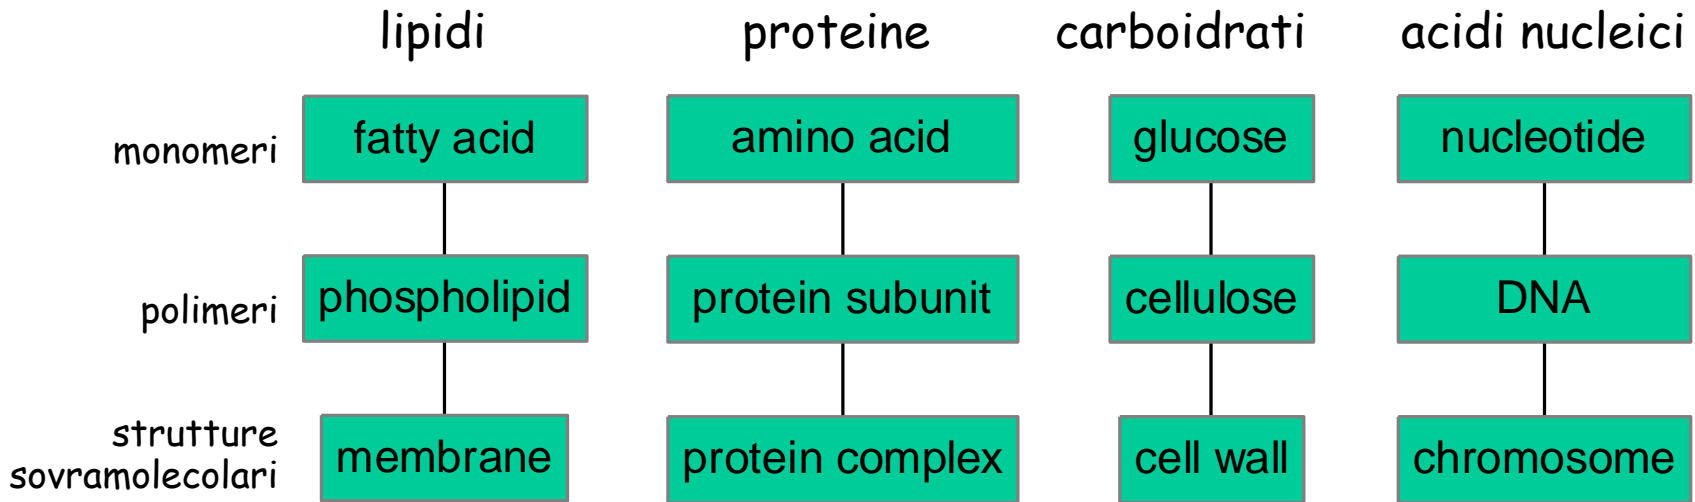 lipidi proteine carboidrati acidi nucleici
monomeri fatty acid amino acid glucose nucleotide
polimeri phospholipid protein subunit cellulose DNA
strutture
sovramolecolari membrane protein complex cell wall chromosome